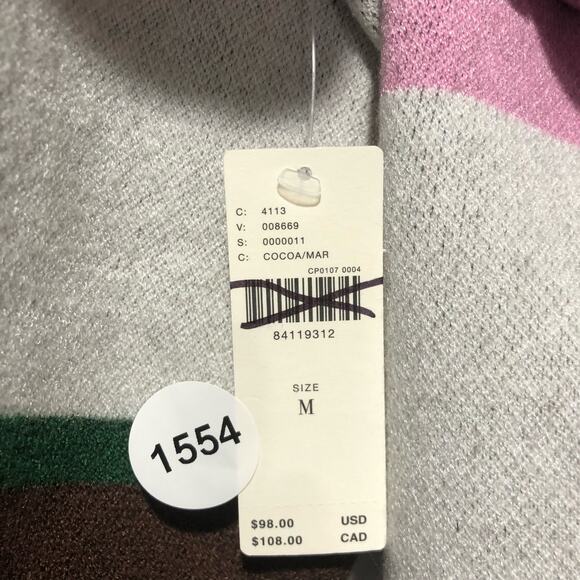 C: 4113
V: 008669
S: 0000011
C: COCOA/MAR
CP0107 0004
84119312
SIZE
M
1554
$98.00 USD
$108.00 CAD